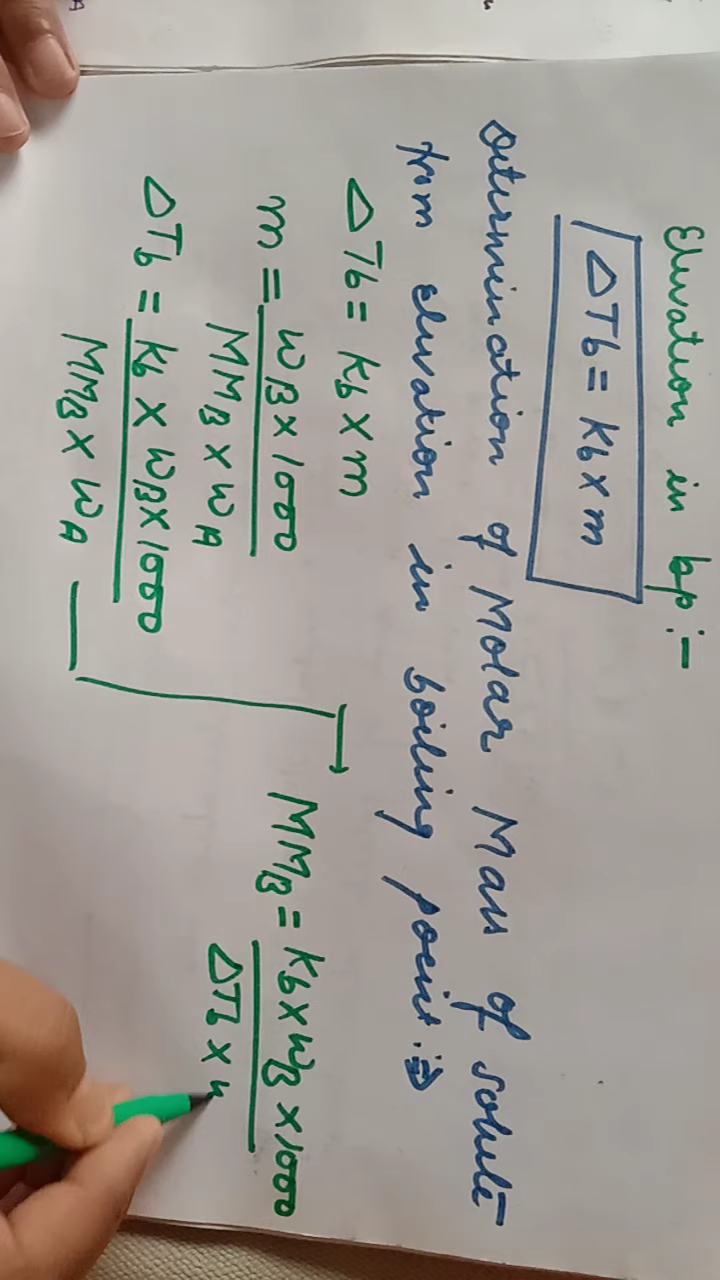 Elevation in bp :-
ΔTb = Kb × m
Determination of Molar Mass of solute
from elevation in boiling point :⇒
ΔTb = Kb × m
m = WB × 1000
MMB × WA
ΔTb = Kb × WB × 1000
MMB × WA
MMB = Kb × WB × 1000
ΔTb ×